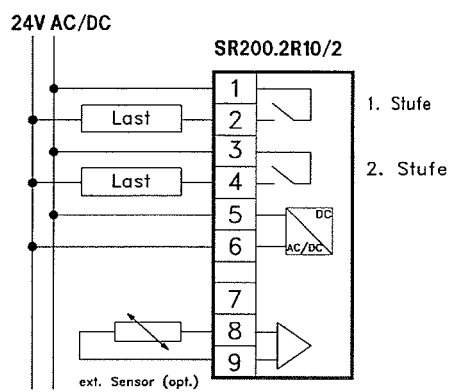 24V AC/DC
SR200.2R10/2
1
1. Stufe
Last
2
3
2. Stufe
Last
4
5
DC
6
AC/DC
7
8
9
ext. Sensor (opt.)